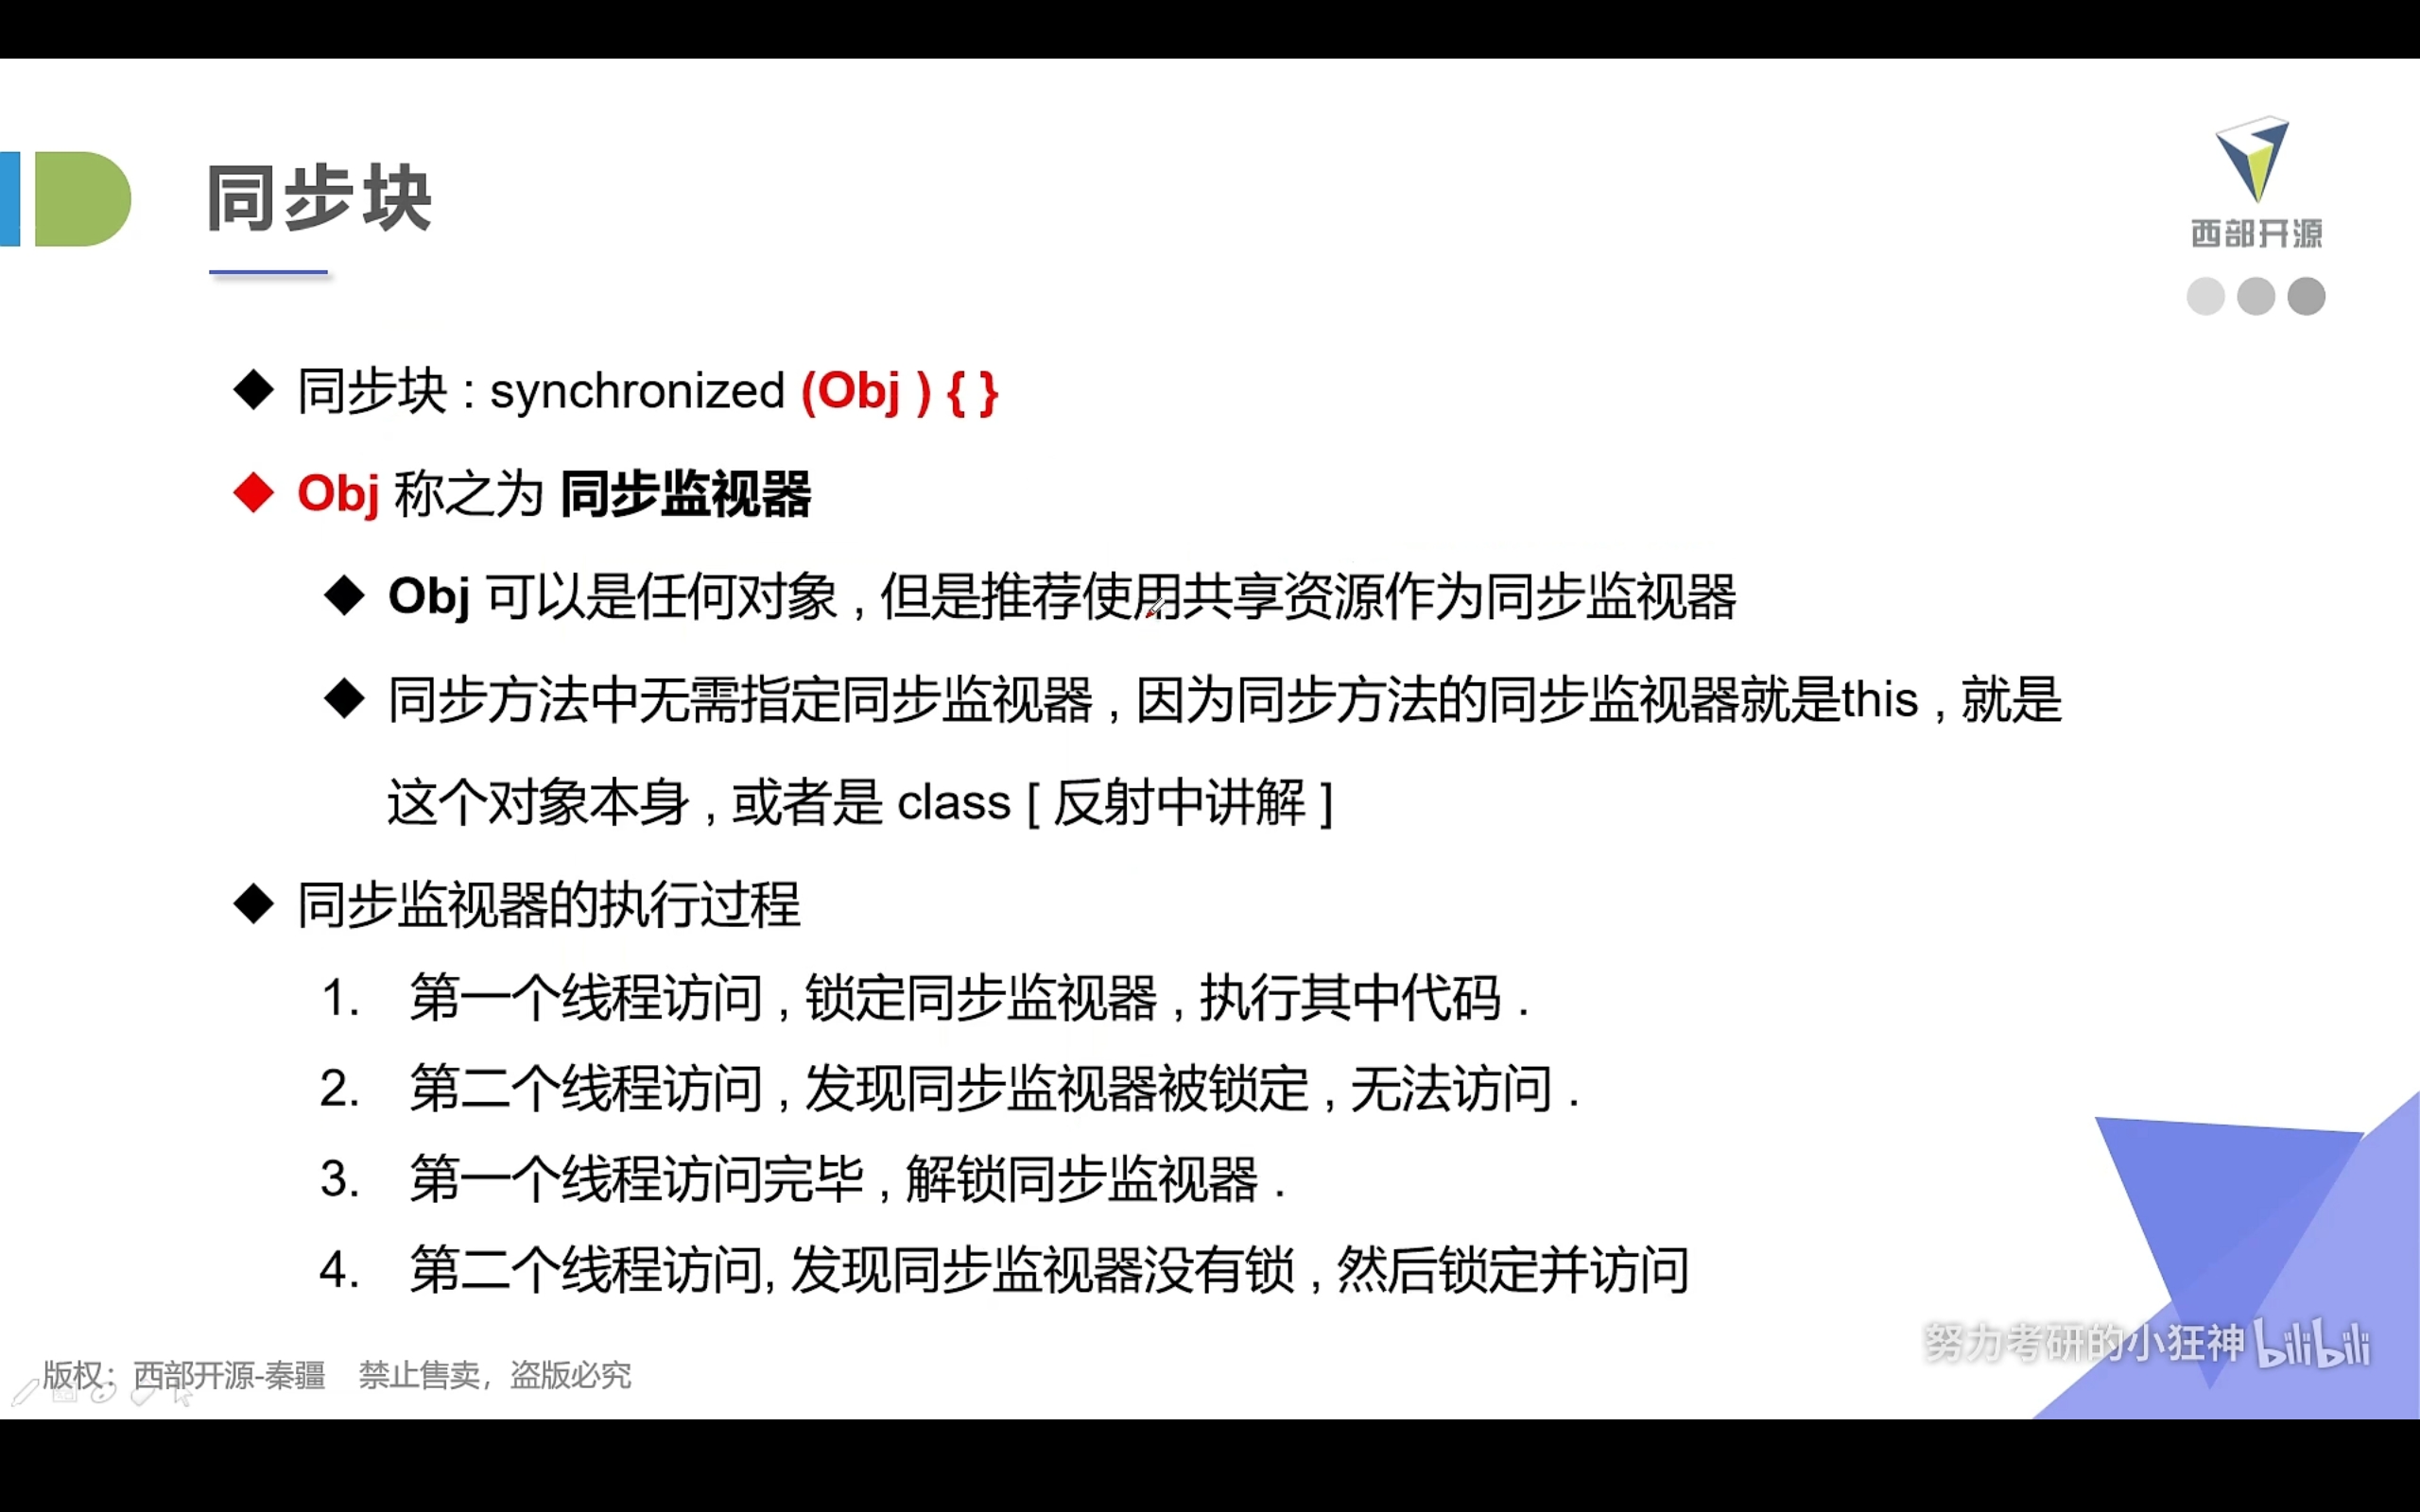 同步块
西部开源
同步块 : synchronized (Obj ) { }
Obj 称之为 同步监视器
Obj 可以是任何对象 , 但是推荐使用共享资源作为同步监视器
同步方法中无需指定同步监视器 , 因为同步方法的同步监视器就是this , 就是
这个对象本身 , 或者是 class [ 反射中讲解 ]
同步监视器的执行过程
1. 第一个线程访问 , 锁定同步监视器 , 执行其中代码 .
2. 第二个线程访问 , 发现同步监视器被锁定 , 无法访问 .
3. 第一个线程访问完毕 , 解锁同步监视器 .
4. 第二个线程访问, 发现同步监视器没有锁 , 然后锁定并访问
努力考研的小狂神 bilibili
版权：西部开源-秦疆 禁止售卖，盗版必究